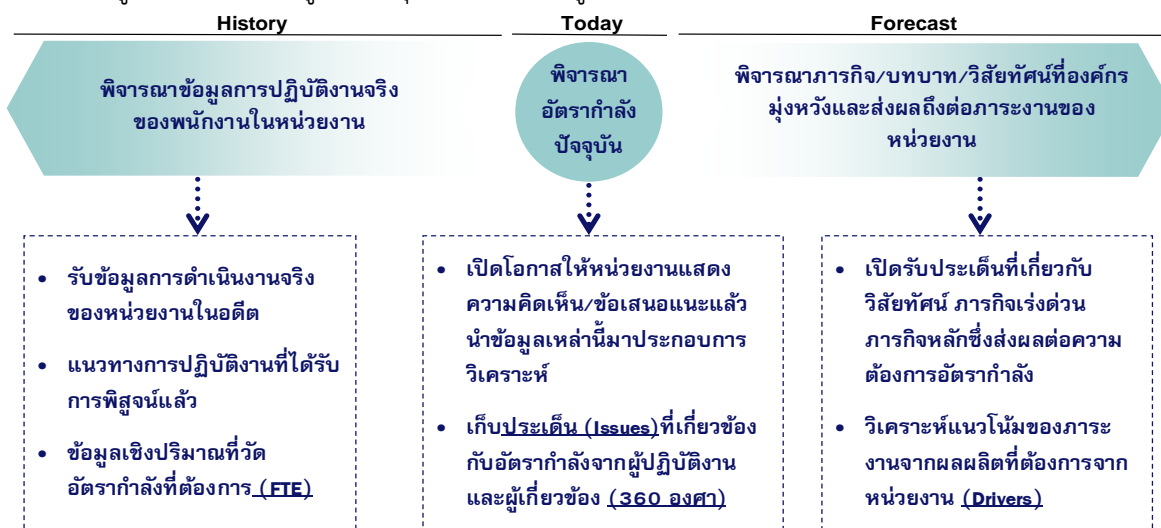 History
Today
Forecast
พิจารณาข้อมูลการปฏิบัติงานจริง
ของพนักงานในหน่วยงาน
พิจารณา
อัตรากำลัง
ปัจจุบัน
พิจารณาภารกิจ/บทบาท/วิสัยทัศน์ที่องค์กร
มุ่งหวังและส่งผลถึงต่อภาระงานของ
หน่วยงาน
• รับข้อมูลการดำเนินงานจริง
ของหน่วยงานในอดีต
• แนวทางการปฏิบัติงานที่ได้รับ
การพิสูจน์แล้ว
• ข้อมูลเชิงปริมาณที่วัด
อัตรากำลังที่ต้องการ (FTE)
• เปิดโอกาสให้หน่วยงานแสดง
ความคิดเห็น/ข้อเสนอแนะแล้ว
นำข้อมูลเหล่านี้มาประกอบการ
วิเคราะห์
• เก็บประเด็น (Issues)ที่เกี่ยวข้อง
กับอัตรากำลังจากผู้ปฏิบัติงาน
และผู้เกี่ยวข้อง (360 องศา)
• เปิดรับประเด็นที่เกี่ยวกับ
วิสัยทัศน์ ภารกิจเร่งด่วน
ภารกิจหลักซึ่งส่งผลต่อความ
ต้องการอัตรากำลัง
• วิเคราะห์แนวโน้มของภาระ
งานจากผลผลิตที่ต้องการจาก
หน่วยงาน (Drivers)